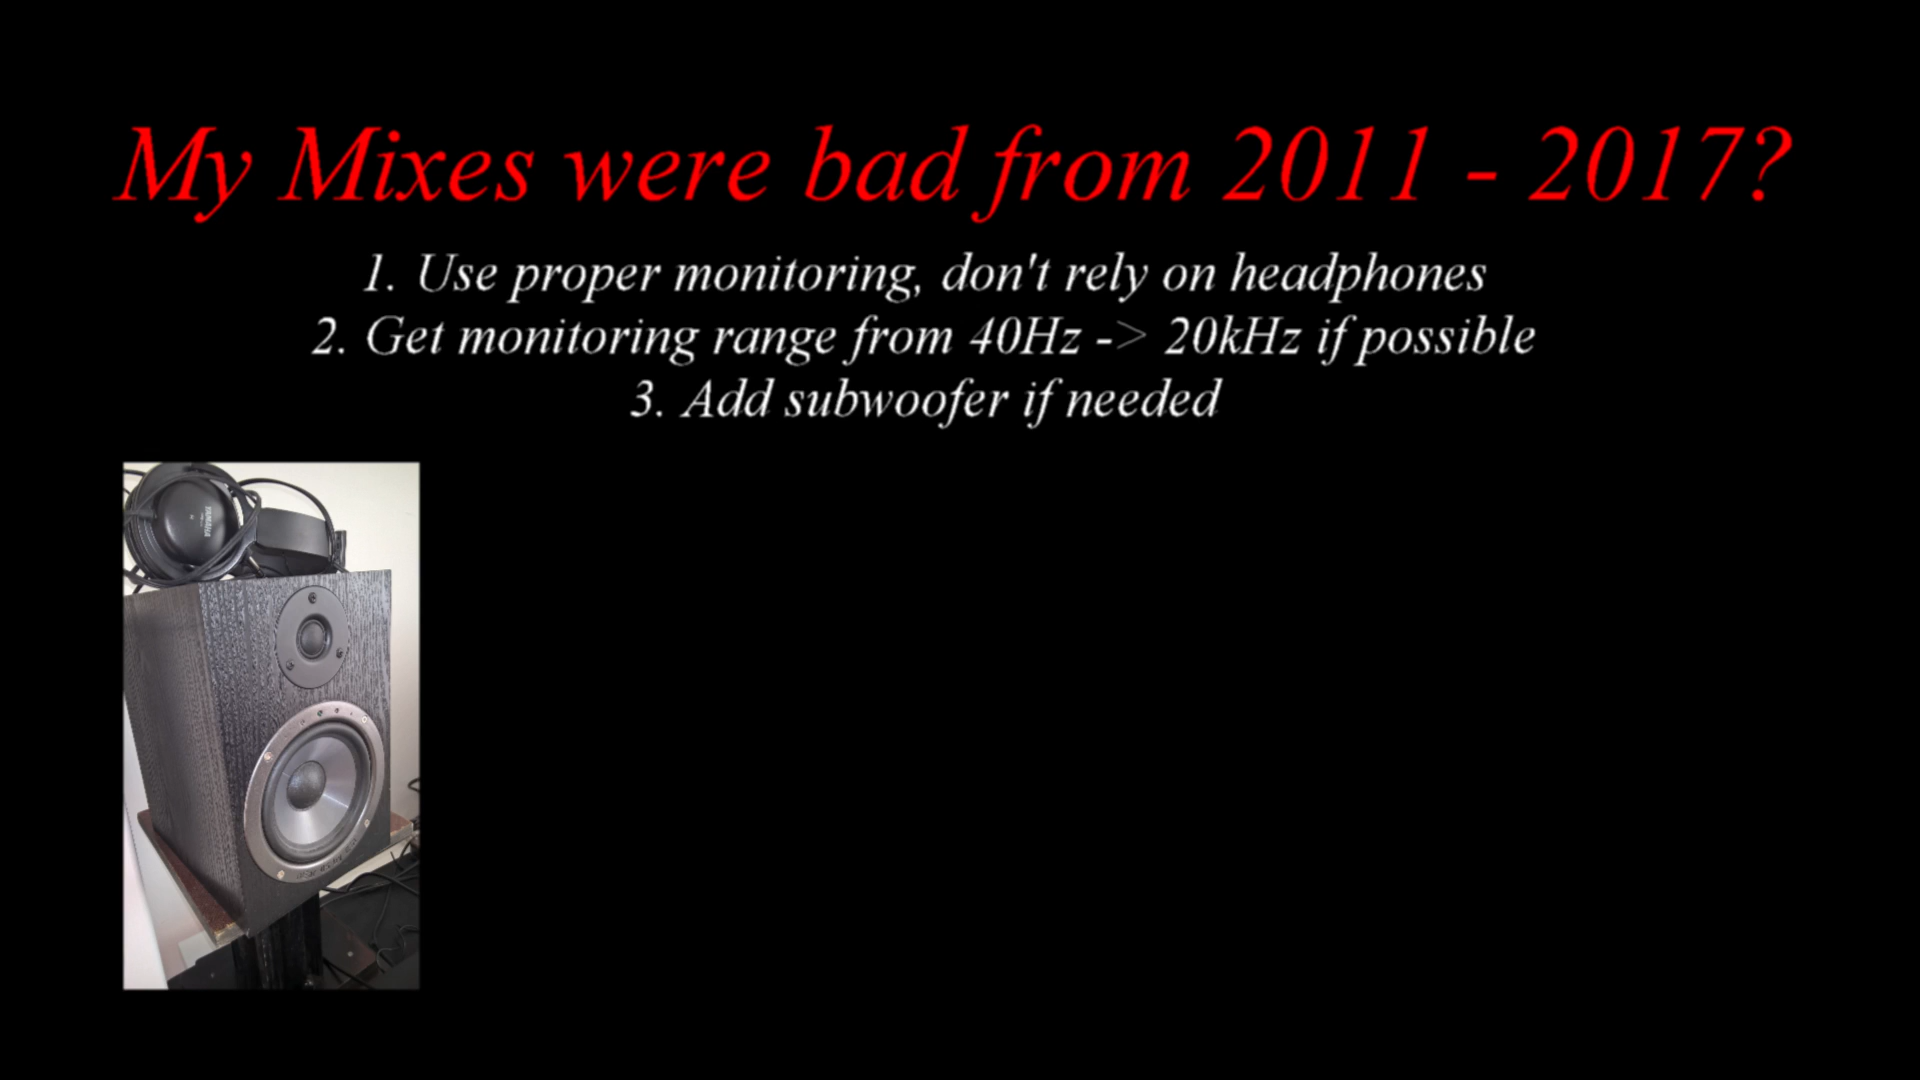 My Mixes were bad from 2011 - 2017?
1. Use proper monitoring, don't rely on headphones
2. Get monitoring range from 40Hz -> 20kHz if possible
3. Add subwoofer if needed
YAMAHA